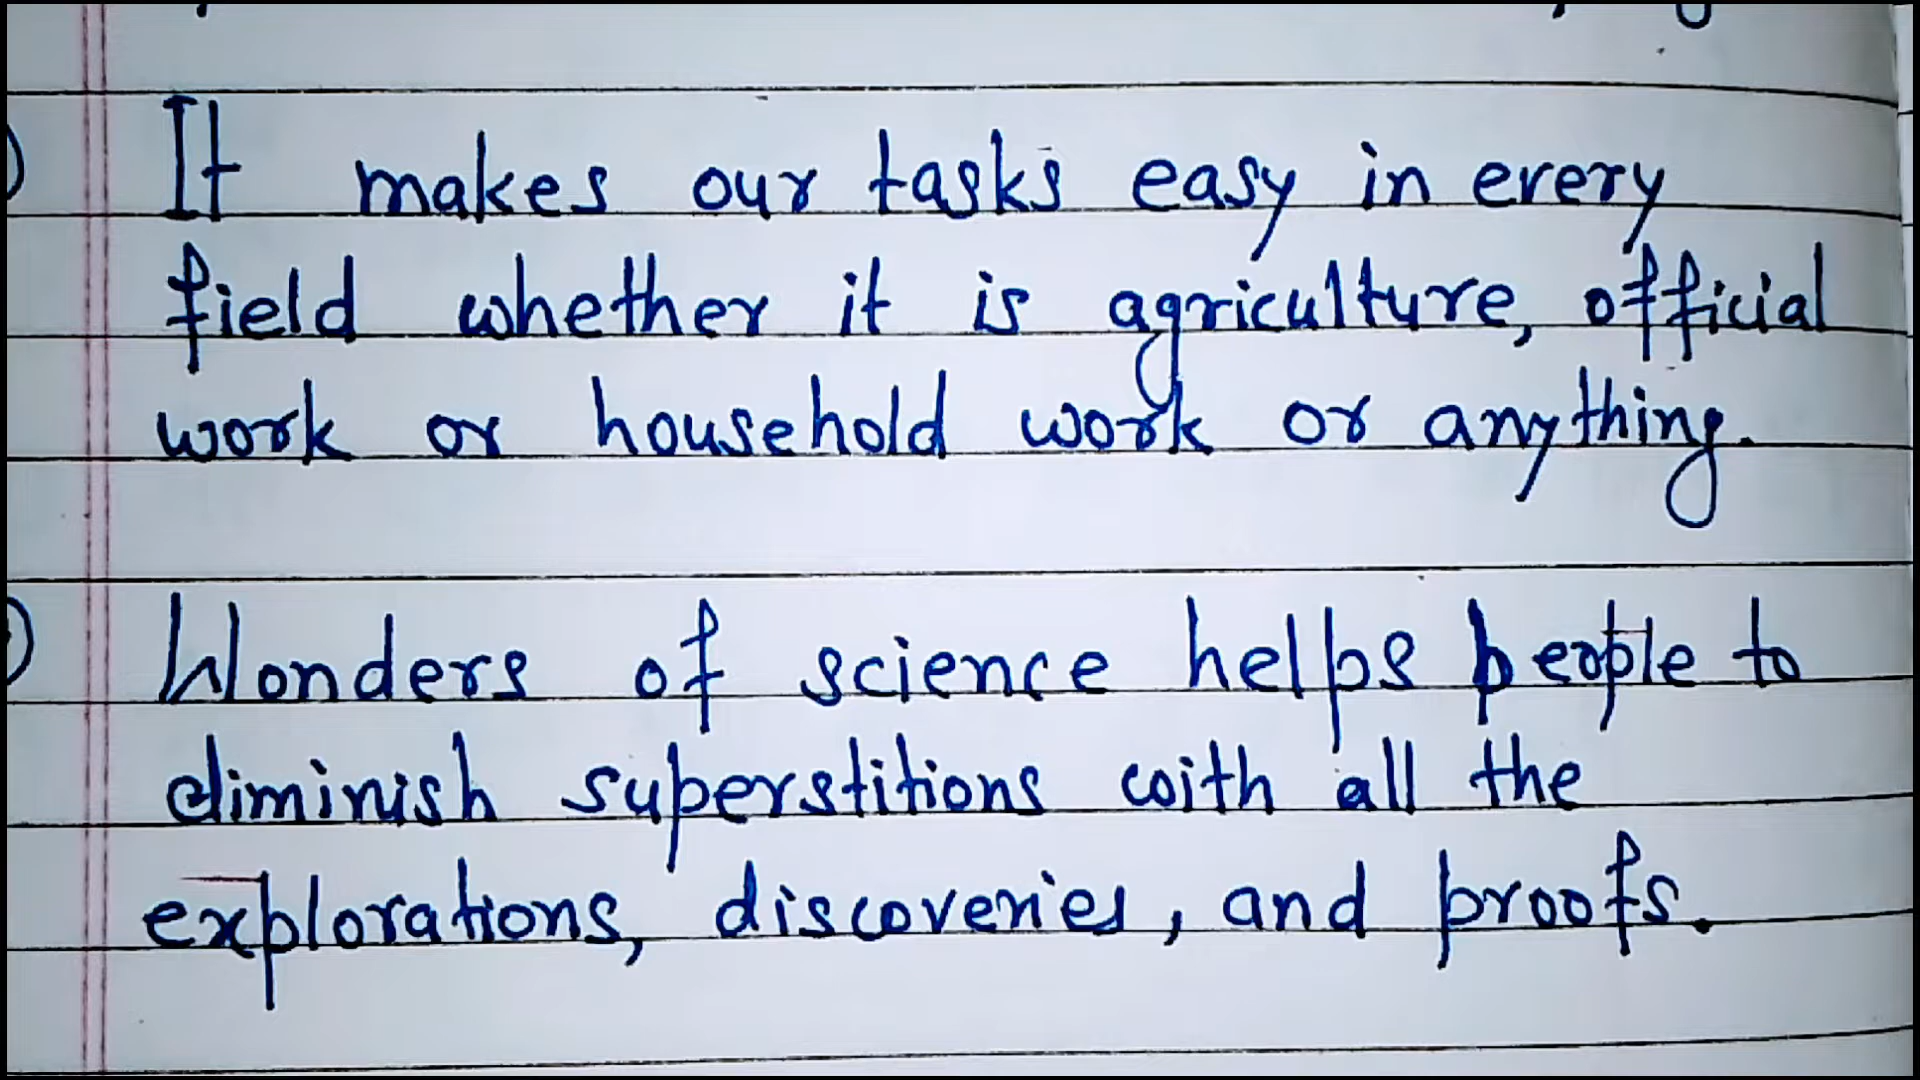 It makes our tasks easy in every
field whether it is agriculture, official
work or household work or anything.
Wonders of science helps people to
diminish superstitions with all the
explorations, discoveries, and proofs.